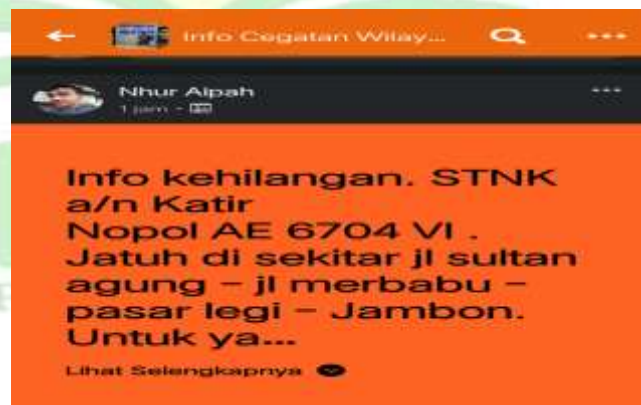 Info Cegatan Wilay...
Nhur Aipah
1 jam
Info kehilangan. STNK
a/n Katir
Nopol AE 6704 VI .
Jatuh di sekitar jl sultan
agung - jl merbabu -
pasar legi - Jambon.
Untuk ya...
Lihat Selengkapnya